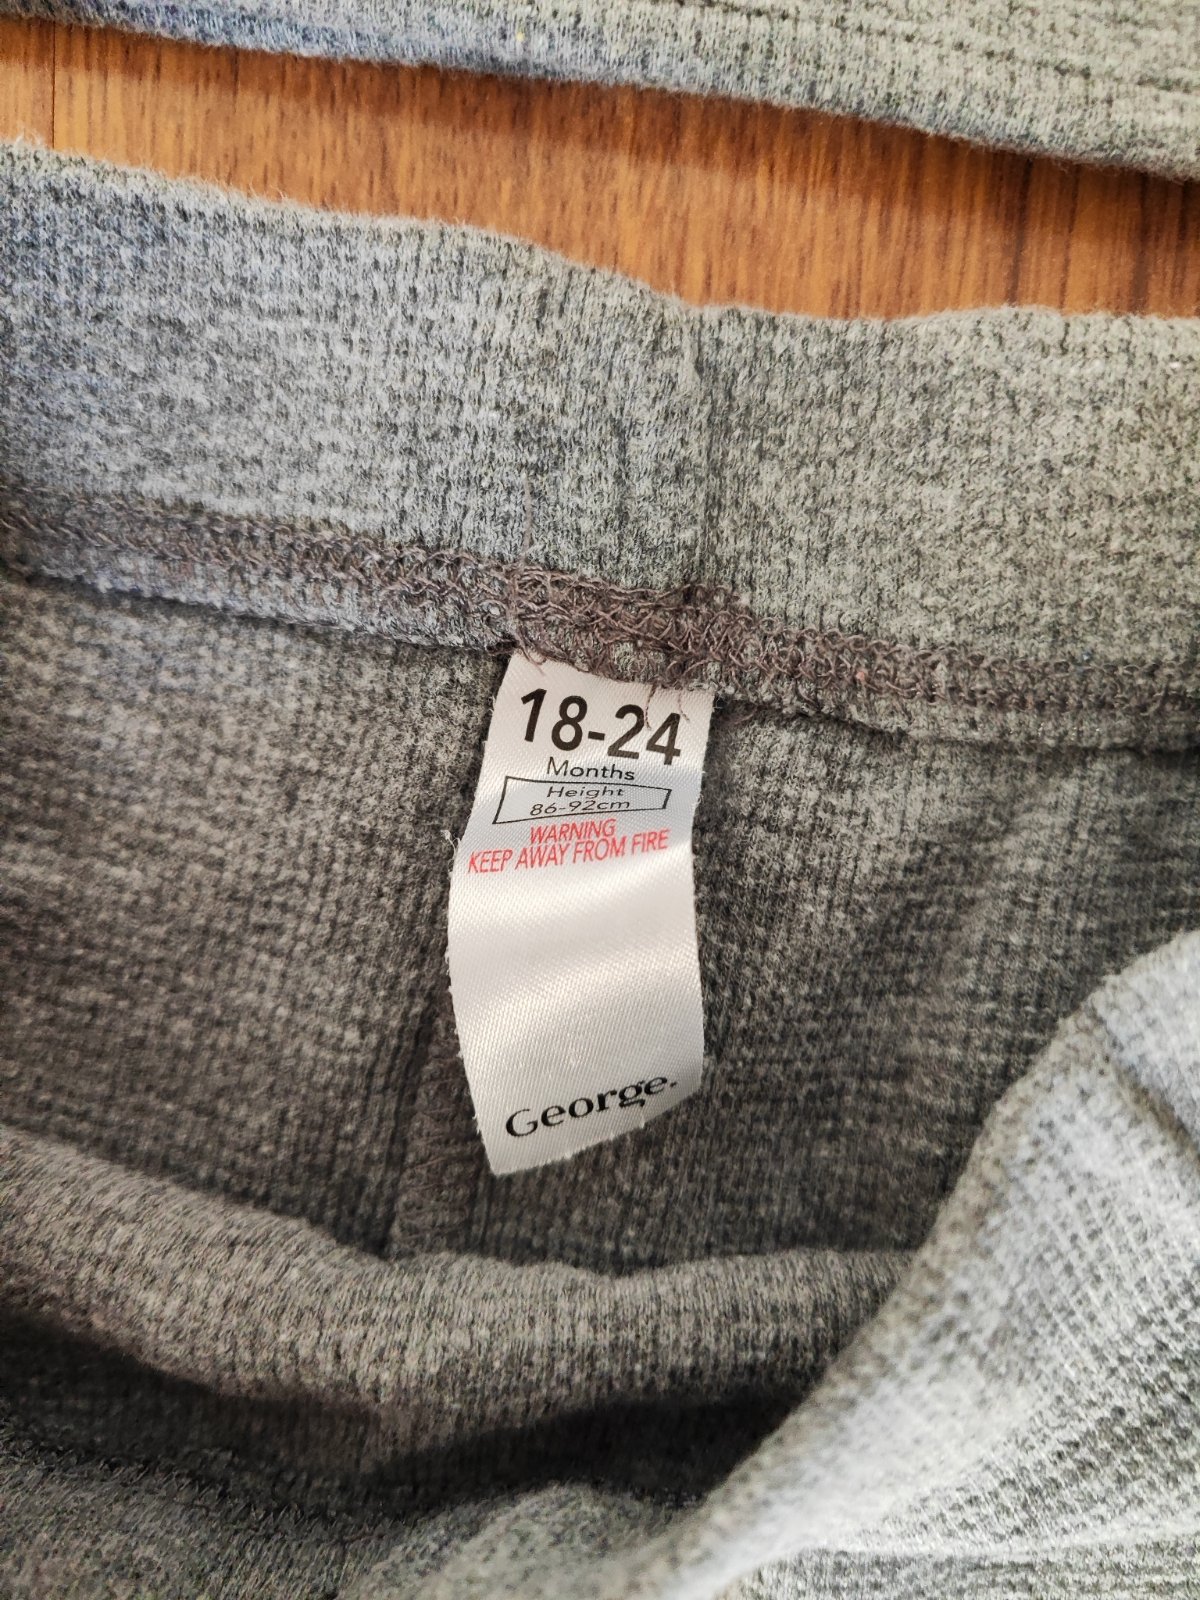 18-24
Months
Height
86-92cm
WARNING
KEEP AWAY FROM FIRE
George.